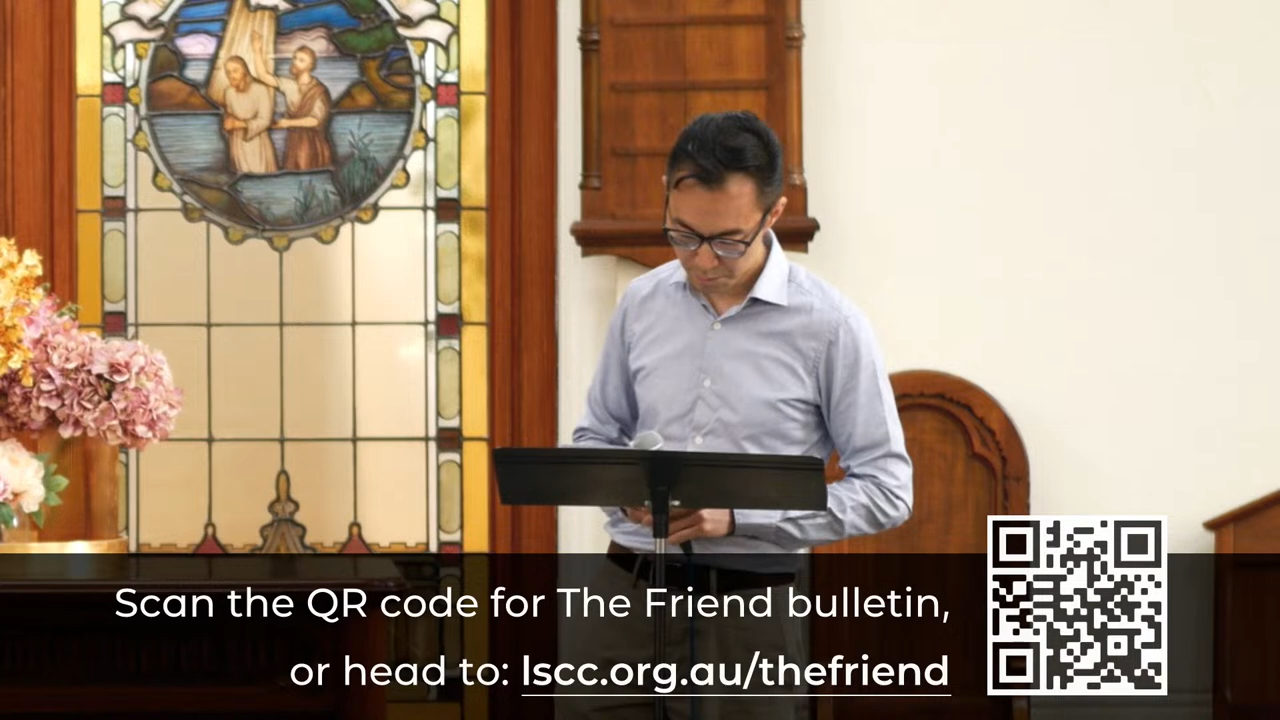 Scan the QR code for The Friend bulletin,
or head to: lscc.org.au/thefriend